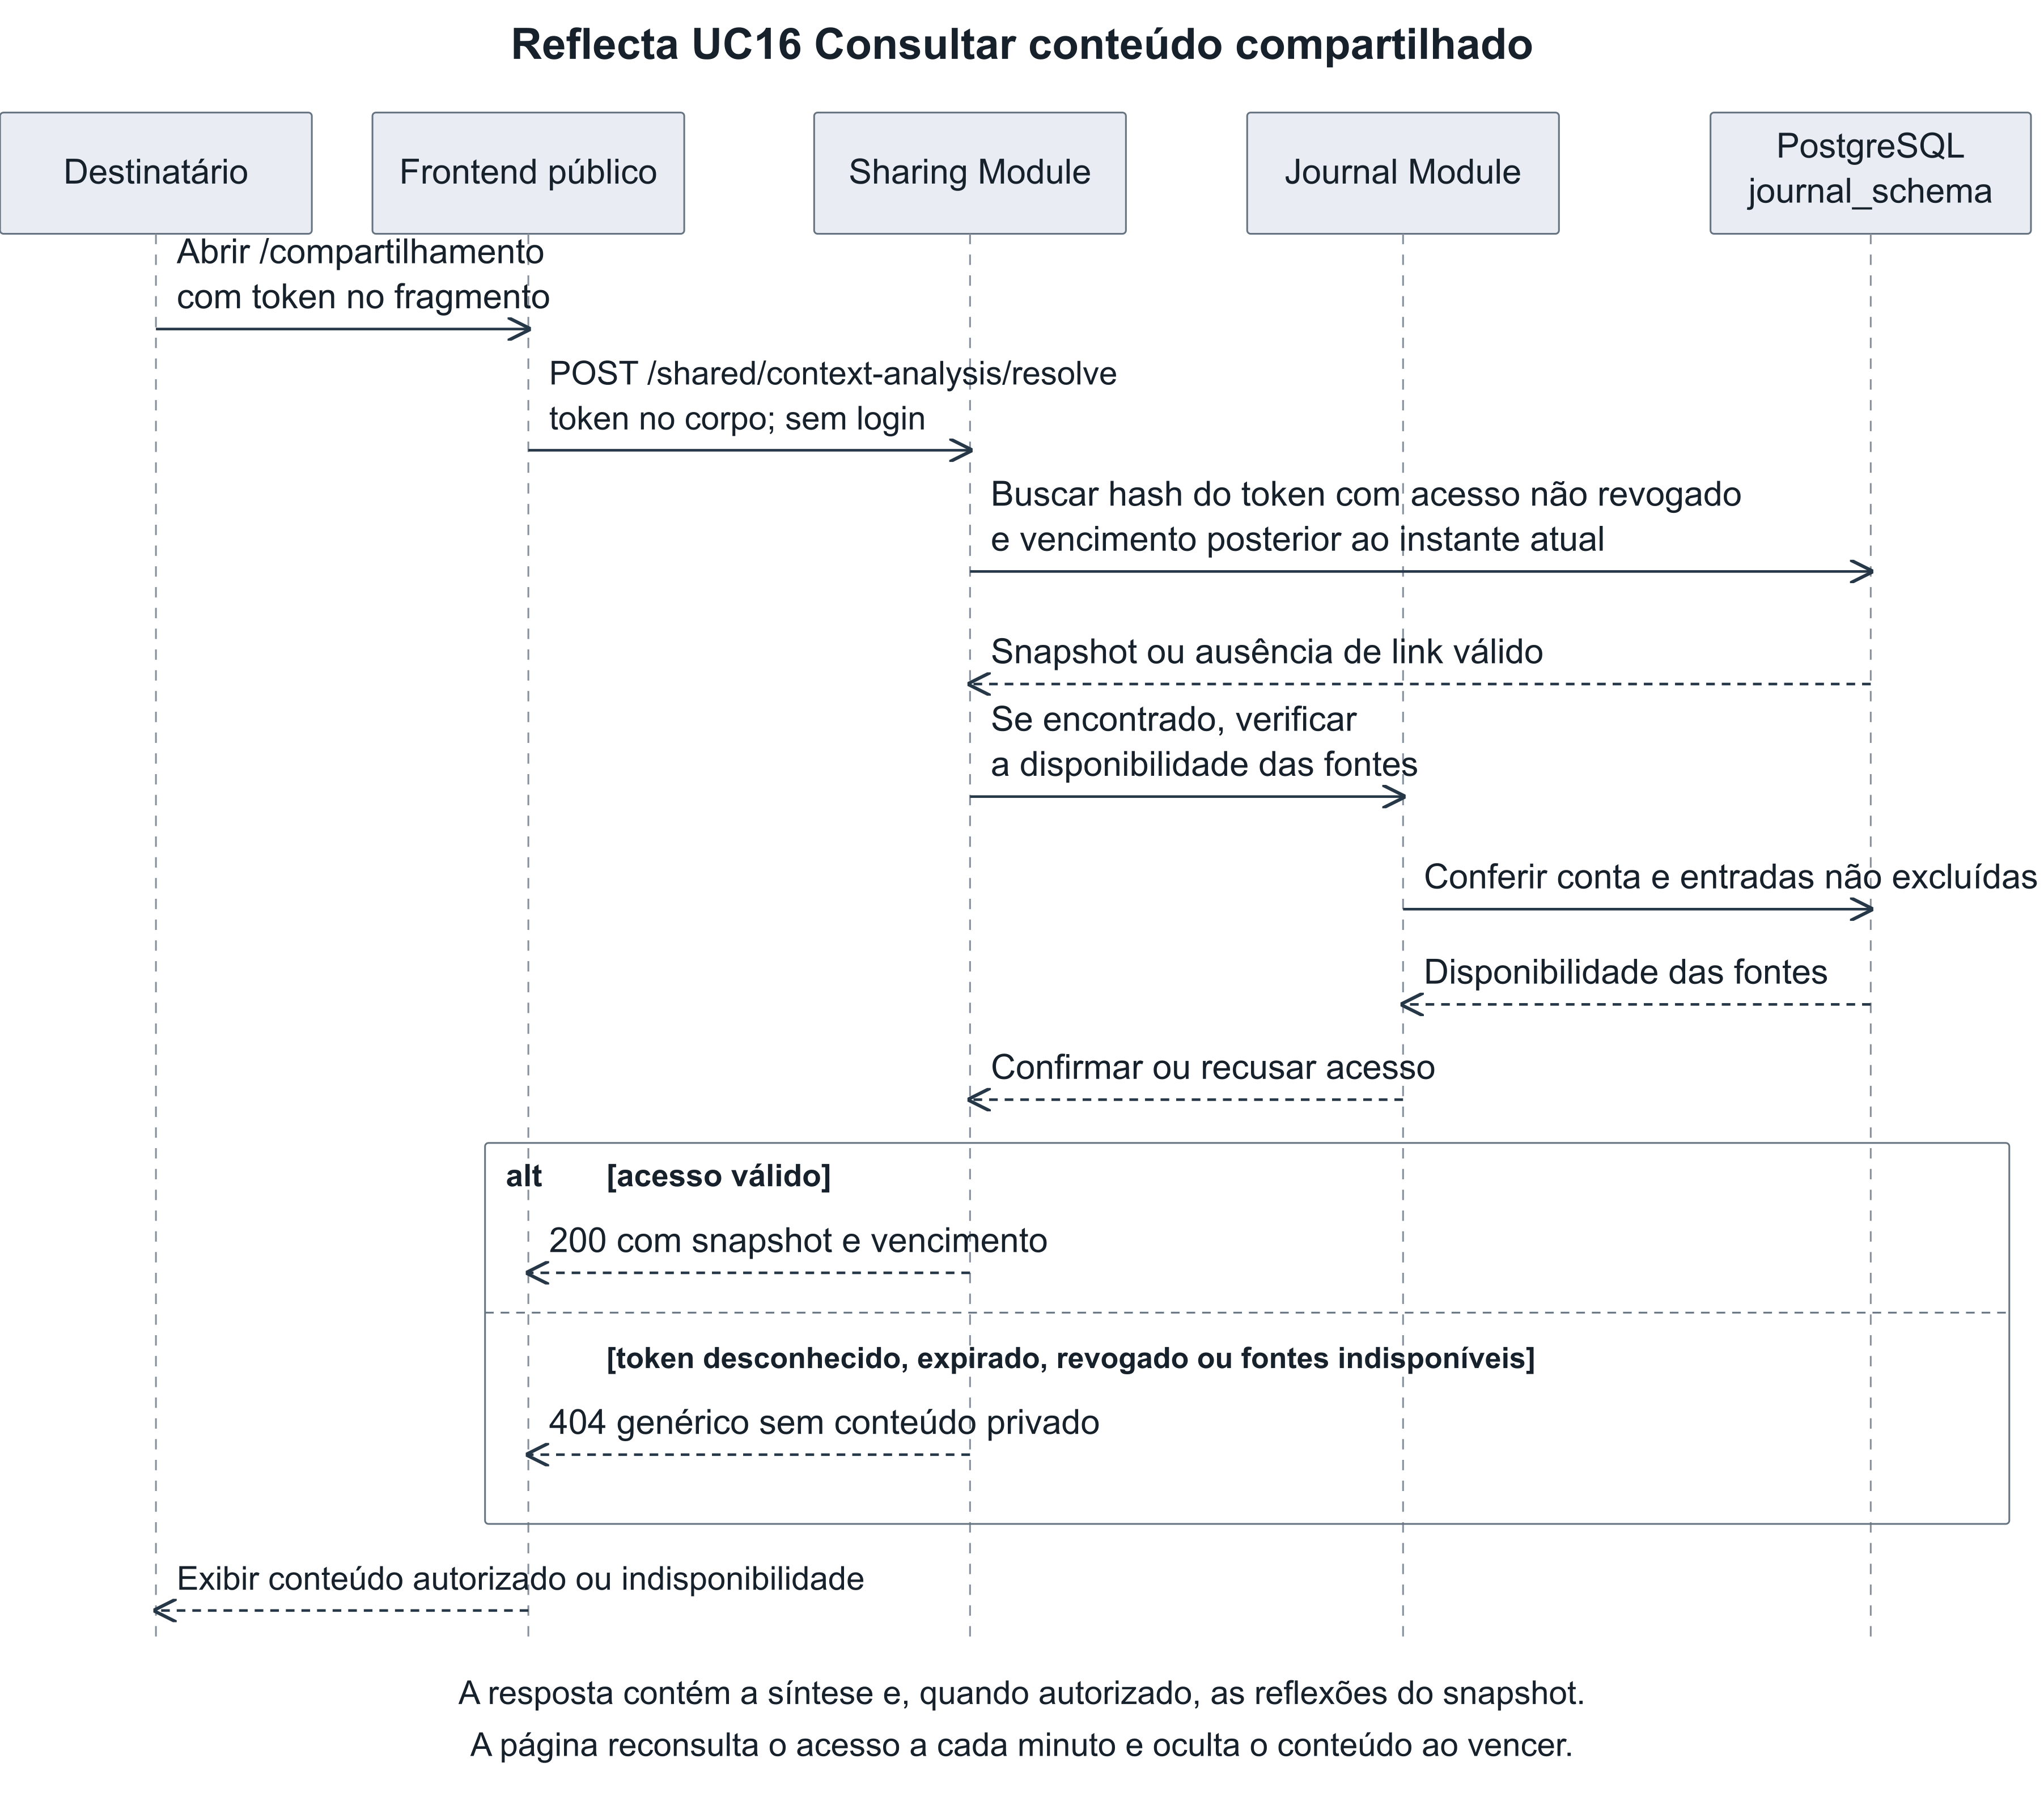 Reflecta UC16 Consultar conteúdo compartilhado
Destinatário
Frontend público
Sharing Module
Journal Module
PostgreSQL
journal_schema
Abrir /compartilhamento
com token no fragmento
POST /shared/context-analysis/resolve
token no corpo; sem login
Buscar hash do token com acesso não revogado
e vencimento posterior ao instante atual
Snapshot ou ausência de link válido
Se encontrado, verificar
a disponibilidade das fontes
Conferir conta e entradas não excluídas
Disponibilidade das fontes
Confirmar ou recusar acesso
alt [acesso válido]
200 com snapshot e vencimento
[token desconhecido, expirado, revogado ou fontes indisponíveis]
404 genérico sem conteúdo privado
Exibir conteúdo autorizado ou indisponibilidade
A resposta contém a síntese e, quando autorizado, as reflexões do snapshot.
A página reconsulta o acesso a cada minuto e oculta o conteúdo ao vencer.